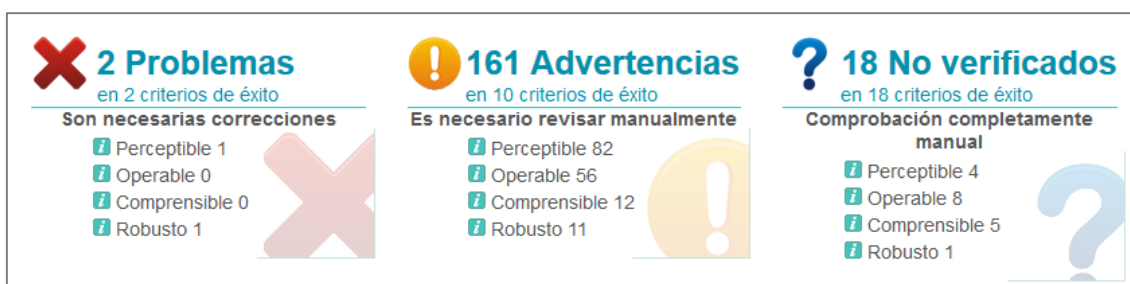 2 Problemas
en 2 criterios de éxito
Son necesarias correcciones
Perceptible 1
Operable 0
Comprensible 0
Robusto 1
161 Advertencias
en 10 criterios de éxito
Es necesario revisar manualmente
Perceptible 82
Operable 56
Comprensible 12
Robusto 11
18 No verificados
en 18 criterios de éxito
Comprobación completamente
manual
Perceptible 4
Operable 8
Comprensible 5
Robusto 1